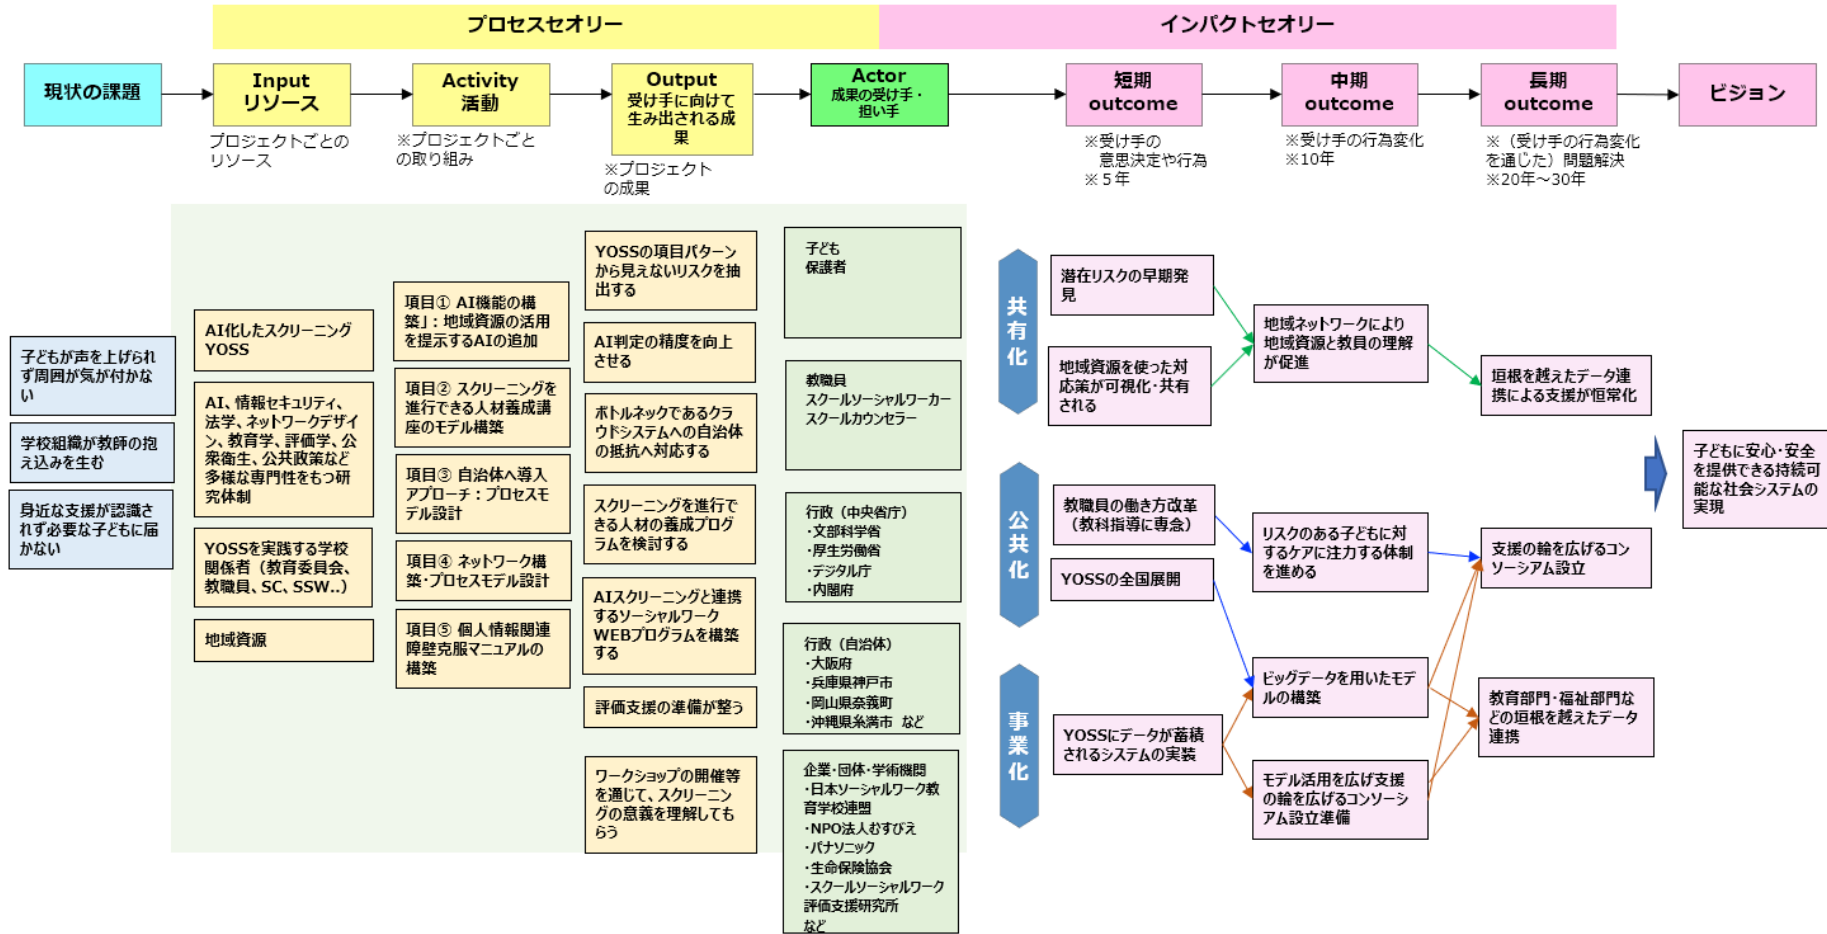 プロセスセオリー
インパクトセオリー
現状の課題
Input
リソース
プロジェクトごとの
リソース
Activity
活動
※プロジェクトごと
の取り組み
Output
受け手に向けて
生み出される成
果
※プロジェクト
の成果
Actor
成果の受け手・
担い手
短期
outcome
※受け手の
意思決定や行為
※５年
中期
outcome
※受け手の行為変化
※10年
長期
outcome
※（受け手の行為変化
を通じた）問題解決
※20年～30年
ビジョン
子どもが声を上げられ
ず周囲が気が付かな
い
学校組織が教師の抱
え込みを生む
身近な支援が認識さ
れず必要な子どもに届
かない
AI化したスクリーニング
YOSS
AI、情報セキュリティ、
法学、ネットワークデザイ
ン、教育学、評価学、公
衆衛生、公共政策など
多様な専門性をもつ研
究体制
YOSSを実践する学校
関係者（教育委員会、
教職員、SC、SSW..）
地域資源
項目① AI機能の構
築」：地域資源の活用
を提示するAIの追加
項目② スクリーニングを
進行できる人材養成講
座のモデル構築
項目③ 自治体へ導入
アプローチ：プロセスモ
デル設計
項目④ ネットワーク構
築・プロセスモデル設計
項目⑤ 個人情報関連
障壁克服マニュアルの
構築
YOSSの項目パターン
から見えないリスクを抽
出する
AI判定の精度を向上
させる
ボトルネックであるクラ
ウドシステムへの自治体
の抵抗へ対応する
スクリーニングを進行で
きる人材の養成プログ
ラムを検討する
AIスクリーニングと連携
するソーシャルワーク
WEBプログラムを構築
する
評価支援の準備が整う
ワークショップの開催等
を通じて、スクリーニン
グの意義を理解しても
らう
子ども
保護者
教職員
スクールソーシャルワーカー
スクールカウンセラー
行政（中央省庁）
・文部科学省
・厚生労働省
・デジタル庁
・内閣府
行政（自治体）
・大阪府
・兵庫県神戸市
・岡山県奈義町
・沖縄県糸満市 など
企業・団体・学術機関
・日本ソーシャルワーク教
育学校連盟
・NPO法人むすびえ
・パナソニック
・生命保険協会
・スクールソーシャルワーク
評価支援研究所
など
共有化
潜在リスクの早期発
見
地域資源を使った対
応策が可視化・共有
される
地域ネットワークにより
地域資源と教員の理解
が促進
垣根を越えたデータ連
携による支援が恒常化
公共化
教職員の働き方改革
（教科指導に専念）
YOSSの全国展開
リスクのある子どもに対
するケアに注力する体制
を進める
支援の輪を広げるコン
ソーシアム設立
事業化
YOSSにデータが蓄積
されるシステムの実装
ビッグデータを用いたモデ
ルの構築
モデル活用を広げ支援
の輪を広げるコンソーシ
アム設立準備
教育部門・福祉部門な
どの垣根を越えたデータ
連携
子どもに安心・安全
を提供できる持続可
能な社会システムの
実現